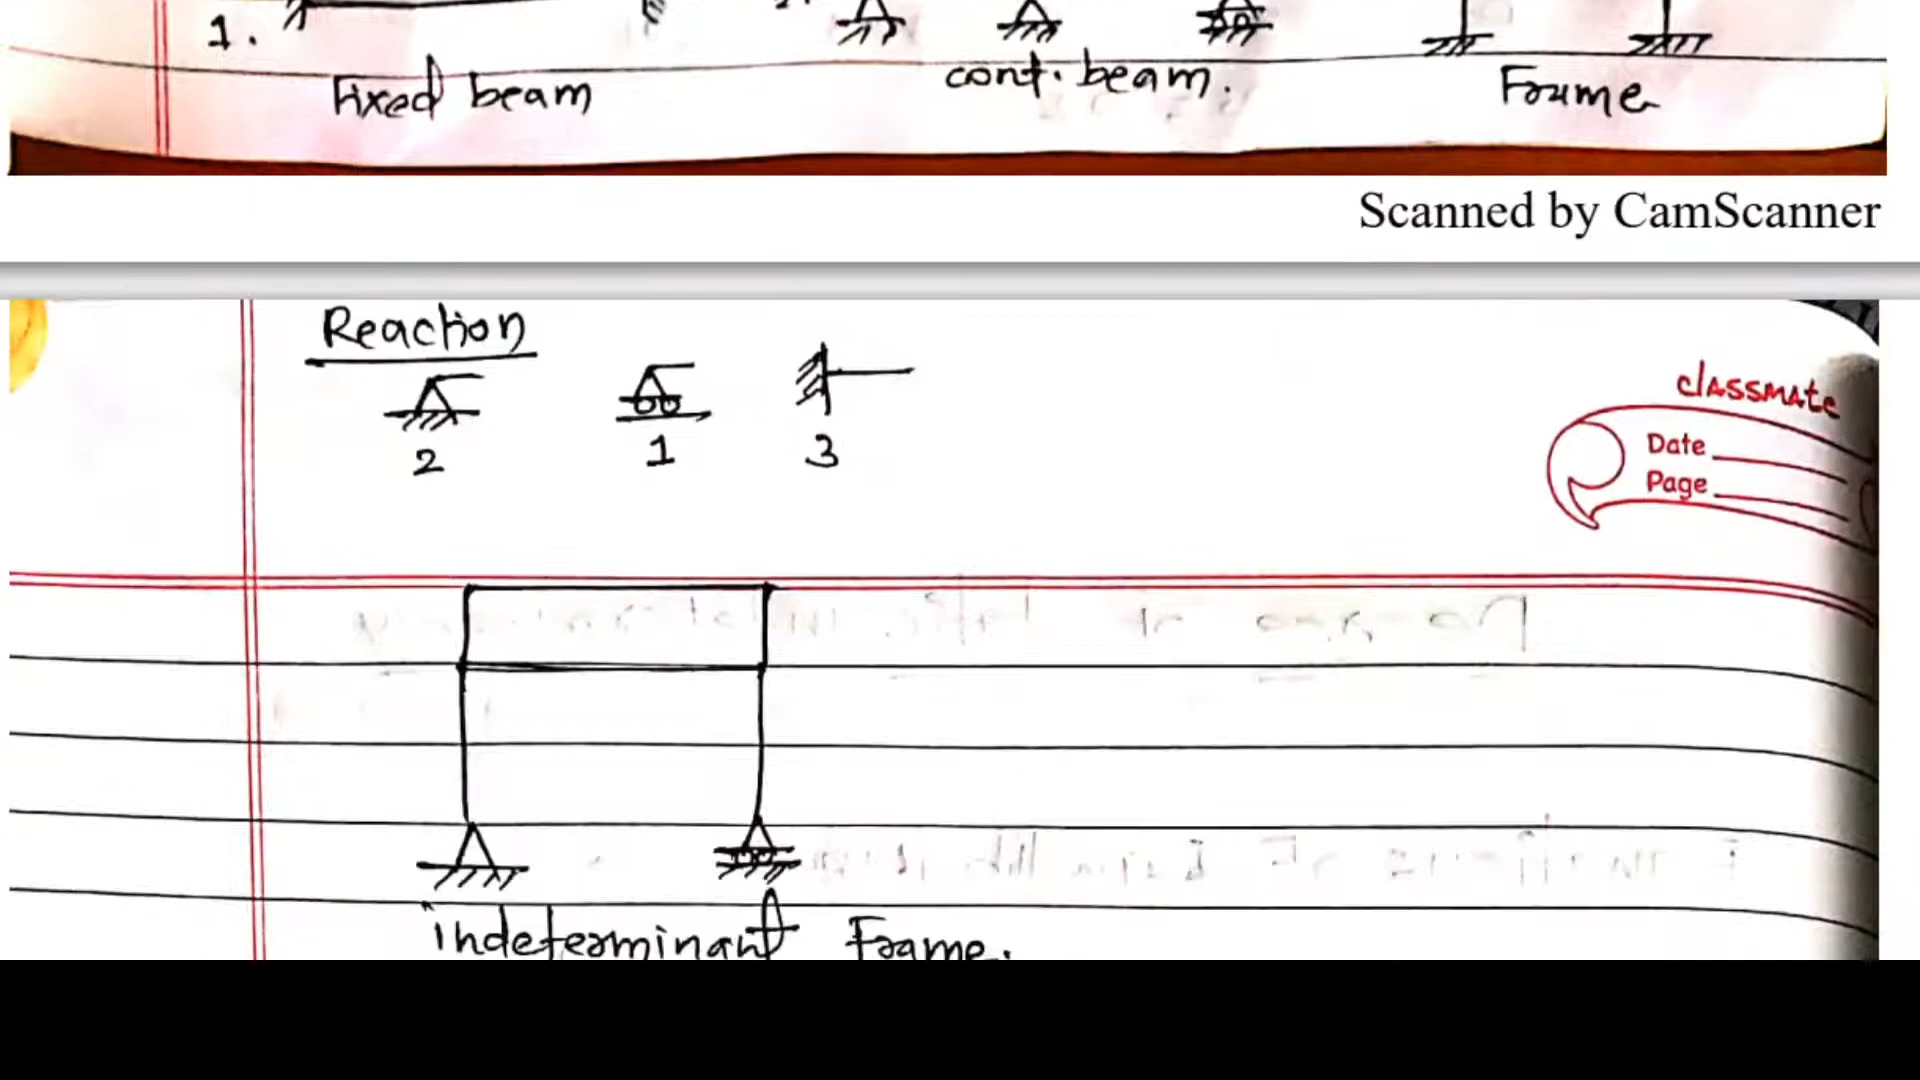 1.
Fixed beam cont. beam. Frame
Scanned by CamScanner
Reaction
classmate
Date
Page
2 1 3
indeterminant Frame.